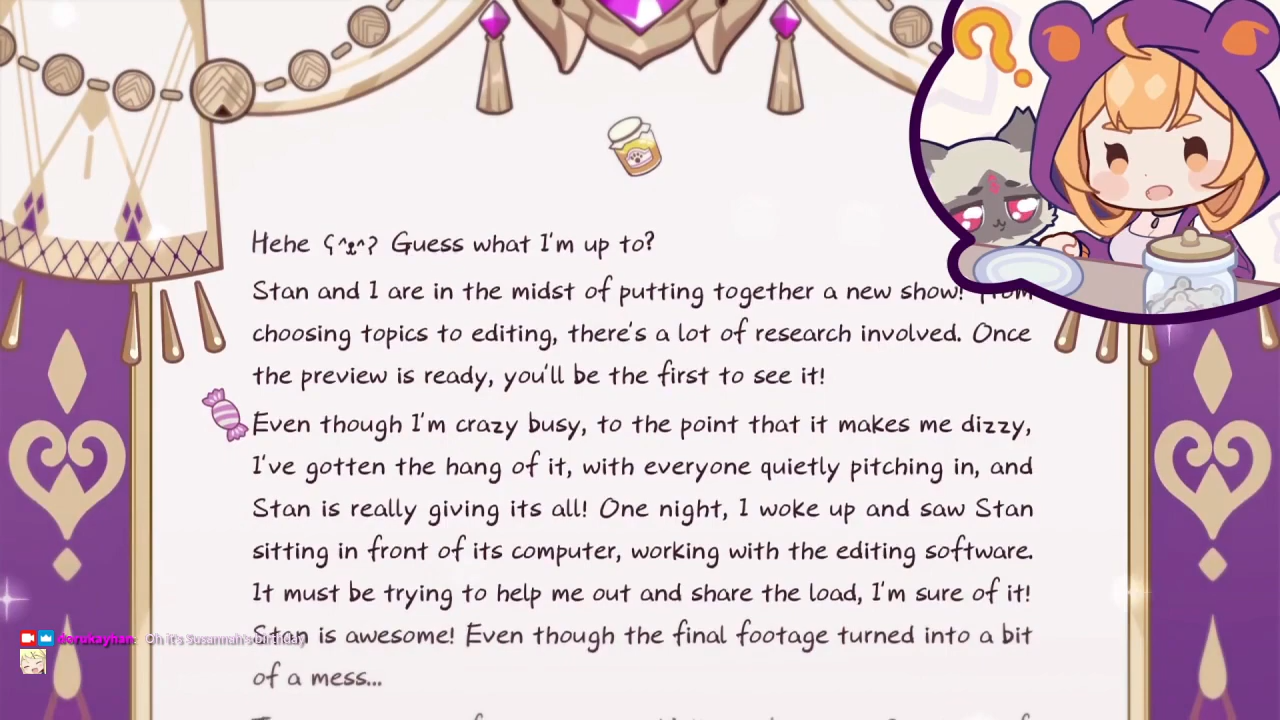 Hehe ʕ^ᴥ^ʔ Guess what I'm up to?
Stan and I are in the midst of putting together a new show! From
choosing topics to editing, there's a lot of research involved. Once
the preview is ready, you'll be the first to see it!
Even though I'm crazy busy, to the point that it makes me dizzy,
I've gotten the hang of it, with everyone quietly pitching in, and
Stan is really giving its all! One night, I woke up and saw Stan
sitting in front of its computer, working with the editing software.
It must be trying to help me out and share the load, I'm sure of it!
Oh it's Susannah's birthday
Stan is awesome! Even though the final footage turned into a bit
of a mess...